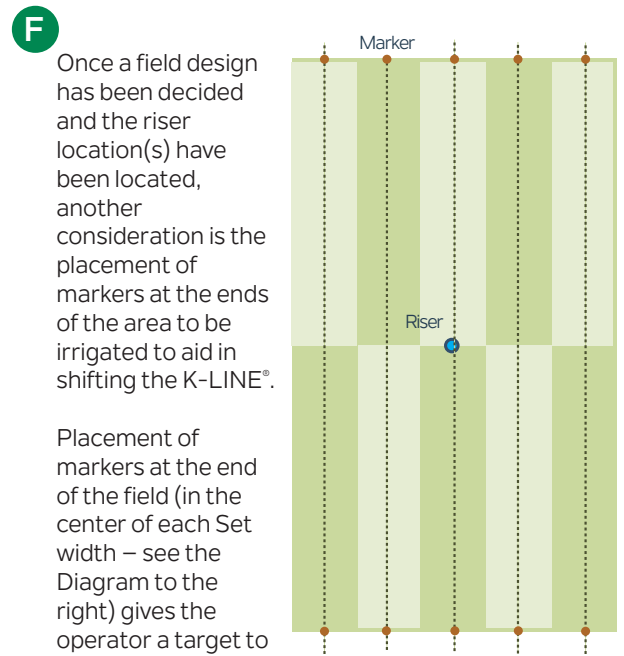 F
Once a field design
has been decided
and the riser
location(s) have
been located,
another
consideration is the
placement of
markers at the ends
of the area to be
irrigated to aid in
shifting the K-LINE®.
Placement of
markers at the end
of the field (in the
center of each Set
width – see the
Diagram to the
right) gives the
operator a target to
Marker
Riser